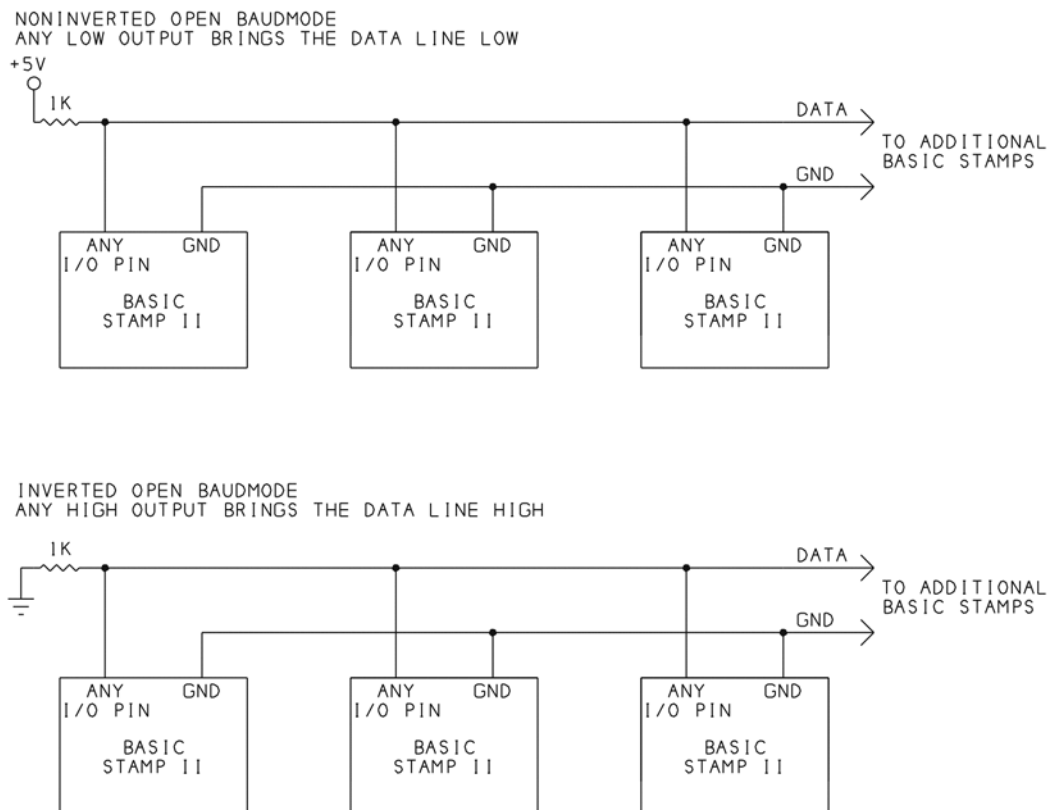 NONINVERTED OPEN BAUDMODE
ANY LOW OUTPUT BRINGS THE DATA LINE LOW
+5V
1K
DATA
TO ADDITIONAL
BASIC STAMPS
GND
ANY
I/O PIN
GND
BASIC
STAMP II
ANY
I/O PIN
GND
BASIC
STAMP II
ANY
I/O PIN
GND
BASIC
STAMP II
INVERTED OPEN BAUDMODE
ANY HIGH OUTPUT BRINGS THE DATA LINE HIGH
1K
DATA
TO ADDITIONAL
BASIC STAMPS
GND
ANY
I/O PIN
GND
BASIC
STAMP II
ANY
I/O PIN
GND
BASIC
STAMP II
ANY
I/O PIN
GND
BASIC
STAMP II